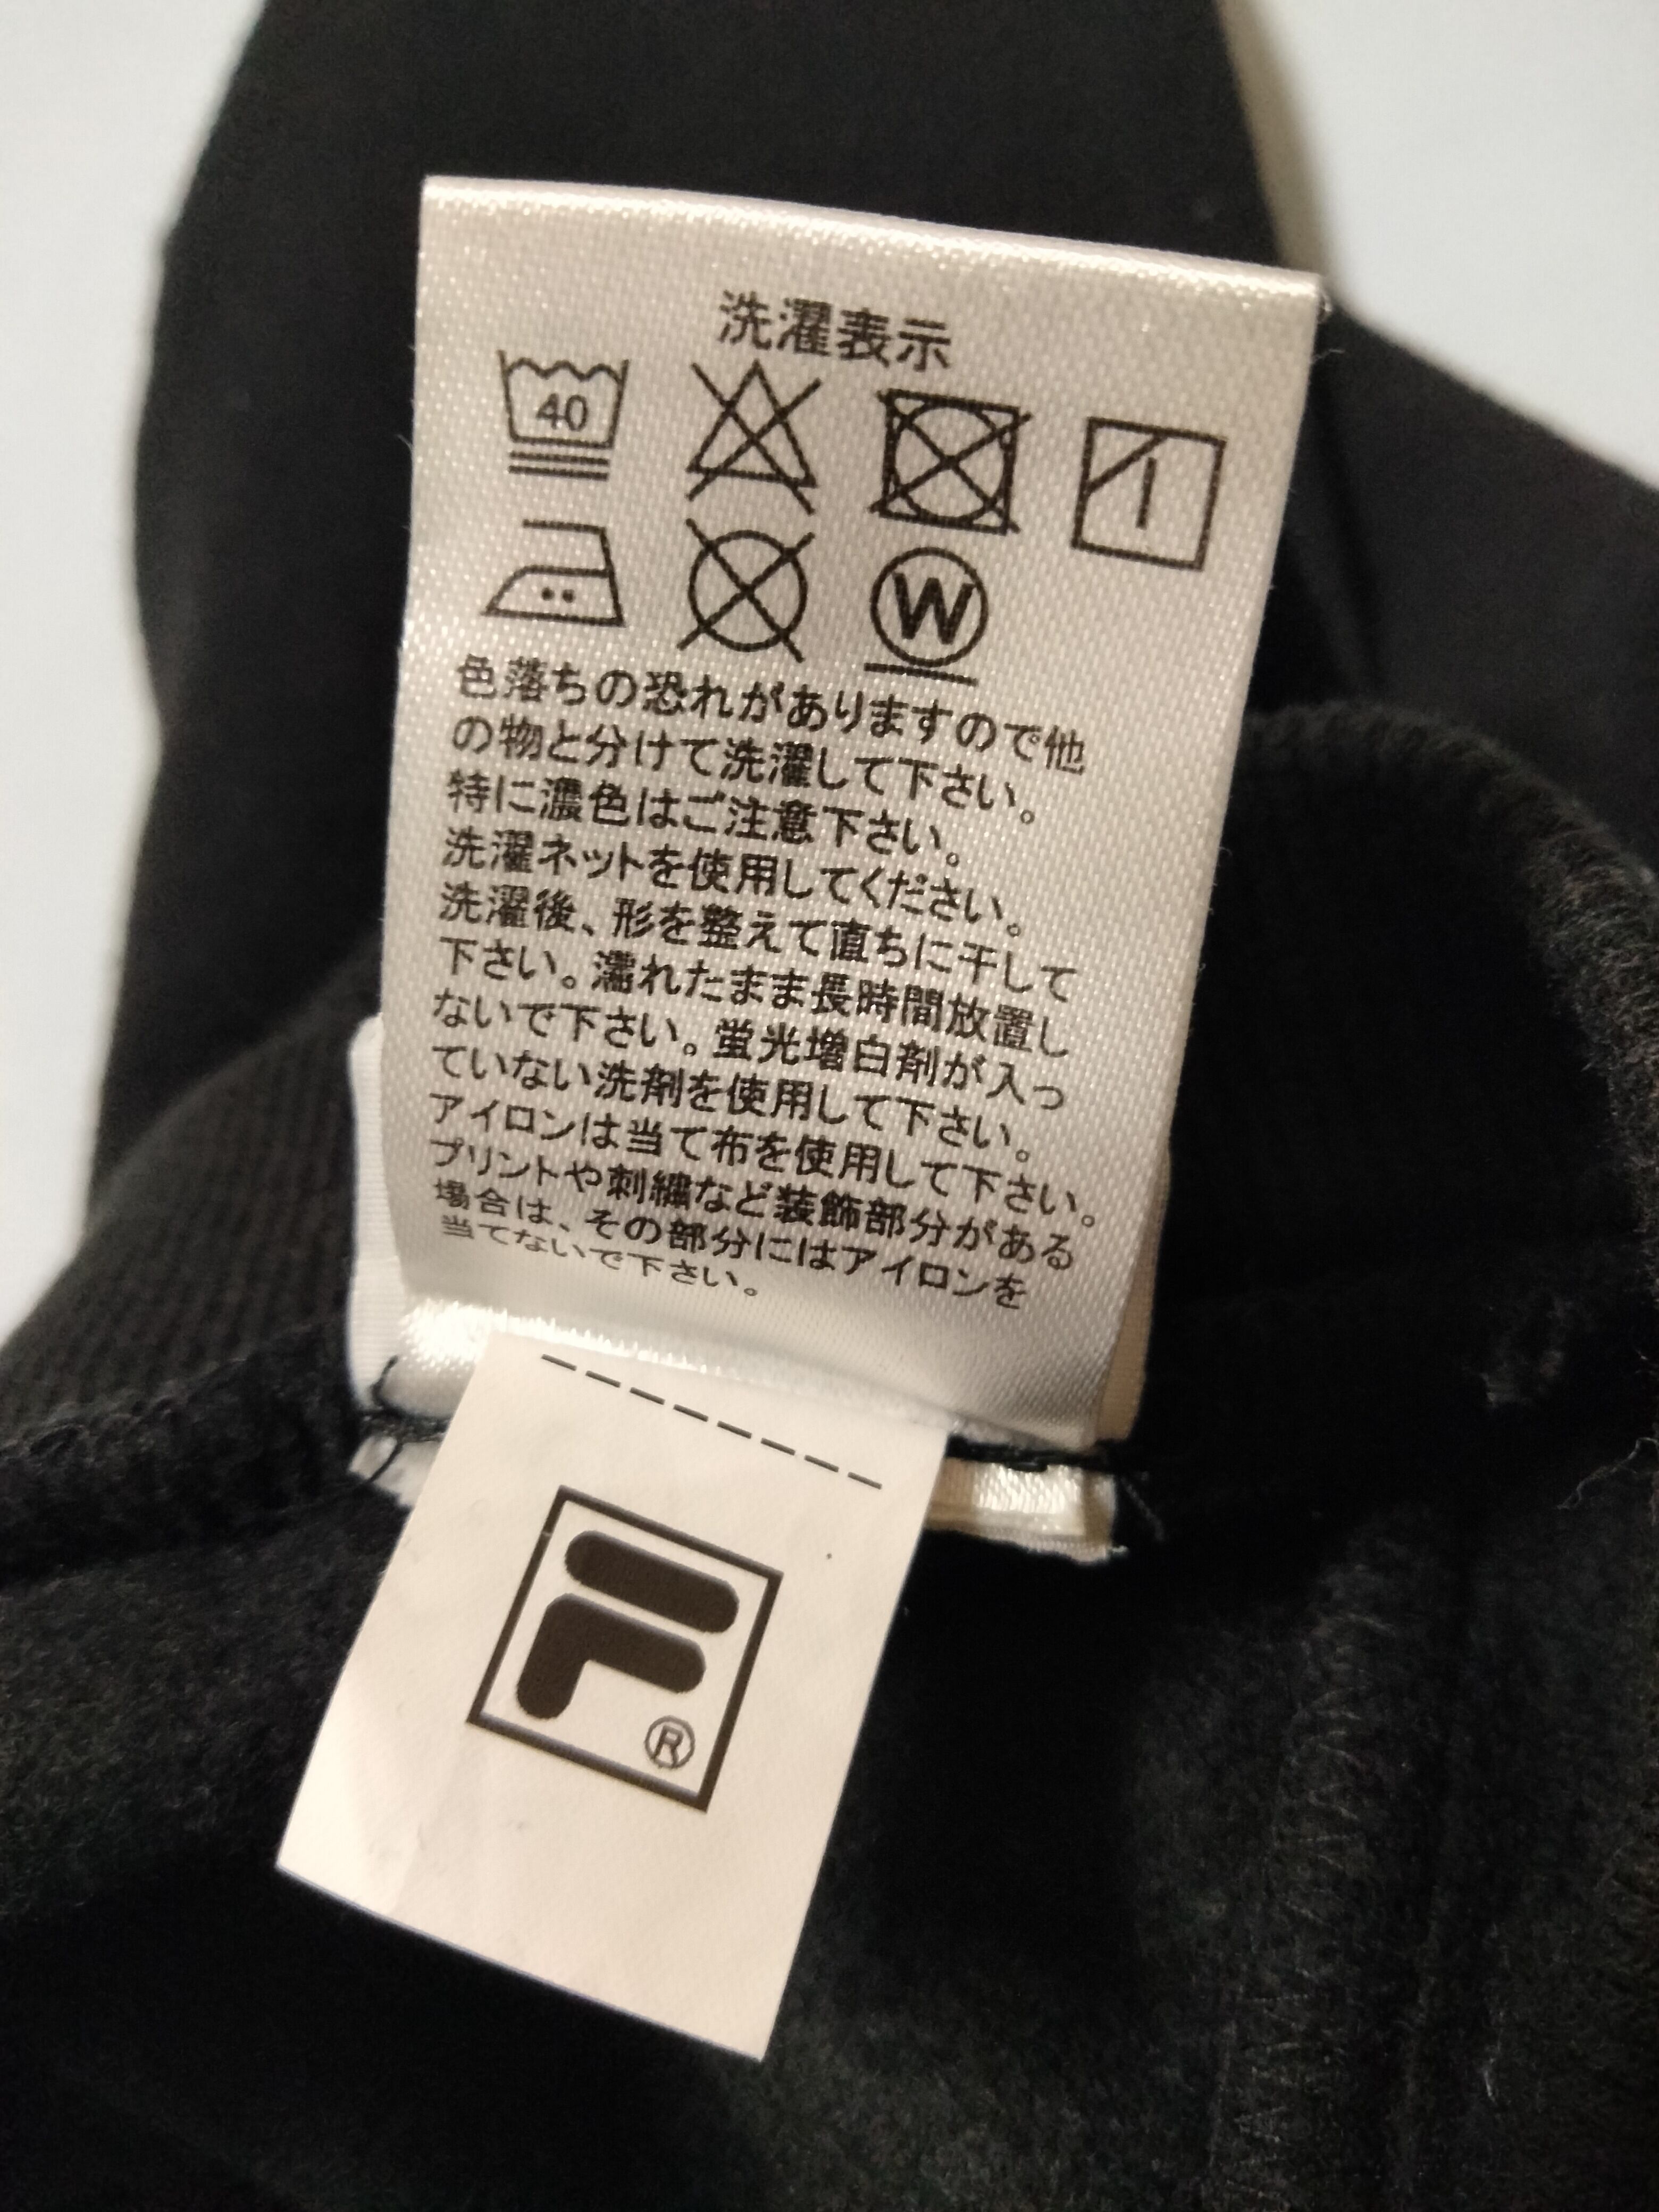 洗濯表示
40
W
色落ちの恐れがありますので他
の物と分けて洗濯して下さい。
特に濃色はご注意下さい。
洗濯ネットを使用してください。
洗濯後、形を整えて直ちに干して
下さい。濡れたまま長時間放置し
ないで下さい。蛍光増白剤が入っ
ていない洗剤を使用して下さい。
アイロンは当て布を使用して下さい。
プリントや刺繍など装飾部分がある
場合は、その部分にはアイロンを
当てないで下さい。
F
®